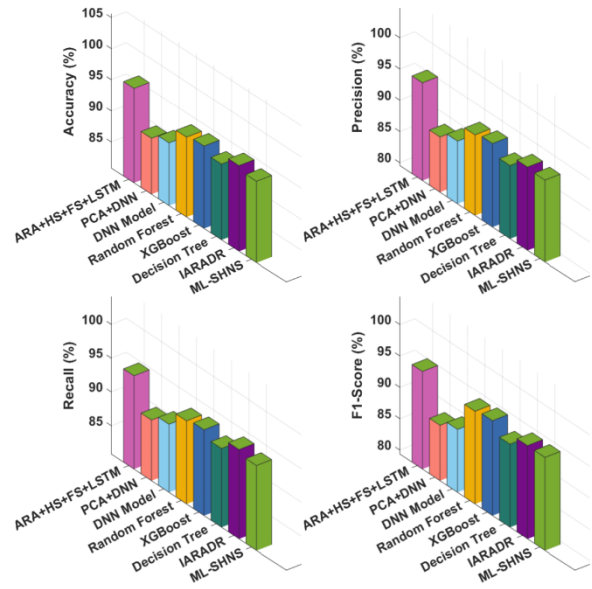 Accuracy (%)
105
100
95
90
85
ARA+HS+FS+LSTM
PCA+DNN
DNN Model
Random Forest
XGBoost
Decision Tree
IARADR
ML-SHNS
Precision (%)
100
95
90
85
80
ARA+HS+FS+LSTM
PCA+DNN
DNN Model
Random Forest
XGBoost
Decision Tree
IARADR
ML-SHNS
Recall (%)
100
95
90
85
ARA+HS+FS+LSTM
PCA+DNN
DNN Model
Random Forest
XGBoost
Decision Tree
IARADR
ML-SHNS
F1-Score (%)
100
95
90
85
80
ARA+HS+FS+LSTM
PCA+DNN
DNN Model
Random Forest
XGBoost
Decision Tree
IARADR
ML-SHNS